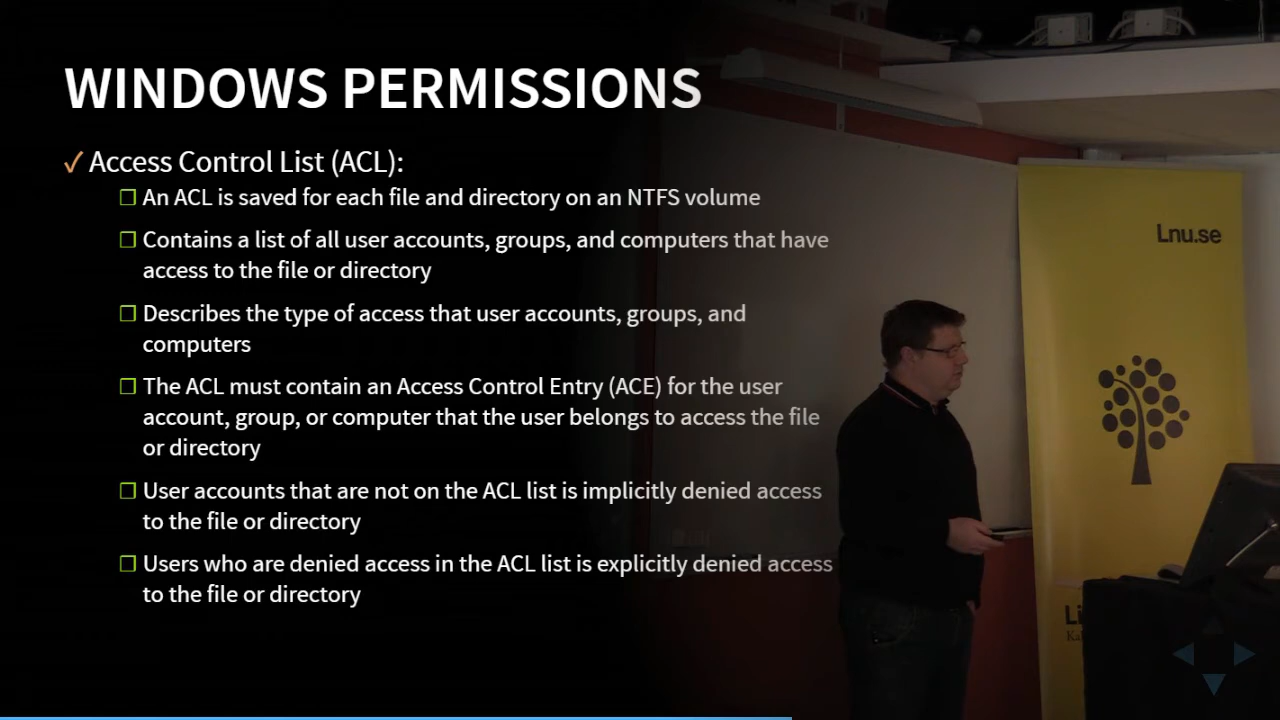 WINDOWS PERMISSIONS
✓ Access Control List (ACL):
❐ An ACL is saved for each file and directory on an NTFS volume
❐ Contains a list of all user accounts, groups, and computers that have
access to the file or directory
❐ Describes the type of access that user accounts, groups, and
computers
❐ The ACL must contain an Access Control Entry (ACE) for the user
account, group, or computer that the user belongs to access the file
or directory
❐ User accounts that are not on the ACL list is implicitly denied access
to the file or directory
❐ Users who are denied access in the ACL list is explicitly denied access
to the file or directory
Lnu.se